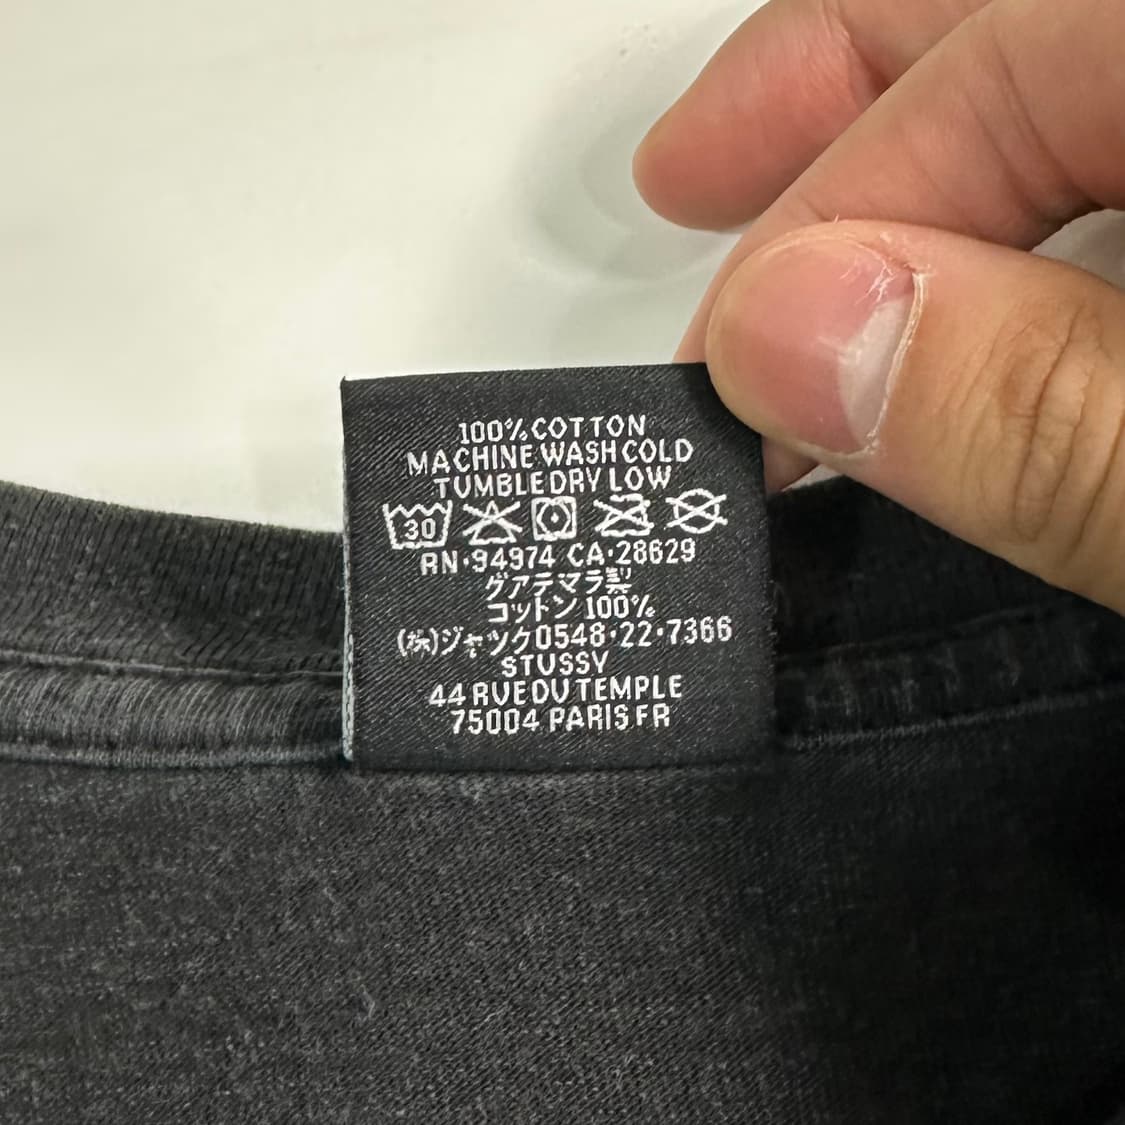 100% COTTON
MACHINE WASH COLD
TUMBLE DRY LOW
30
RN·94974 CA·28629
グアテマラ製
コットン 100%
(株)ジャック0548·22·7366
STUSSY
44 RUE DU TEMPLE
75004 PARIS FR